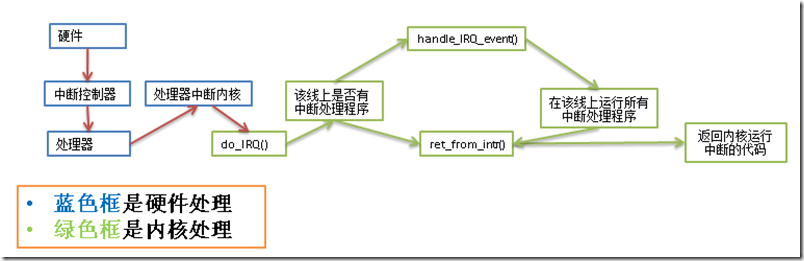 硬件
handle_IRQ_event()
中断控制器
处理器中断内核
该线上是否有
中断处理程序
在该线上运行所有
中断处理程序
处理器
do_IRQ()
ret_from_intr()
返回内核运行
中断的代码
• 蓝色框是硬件处理
• 绿色框是内核处理